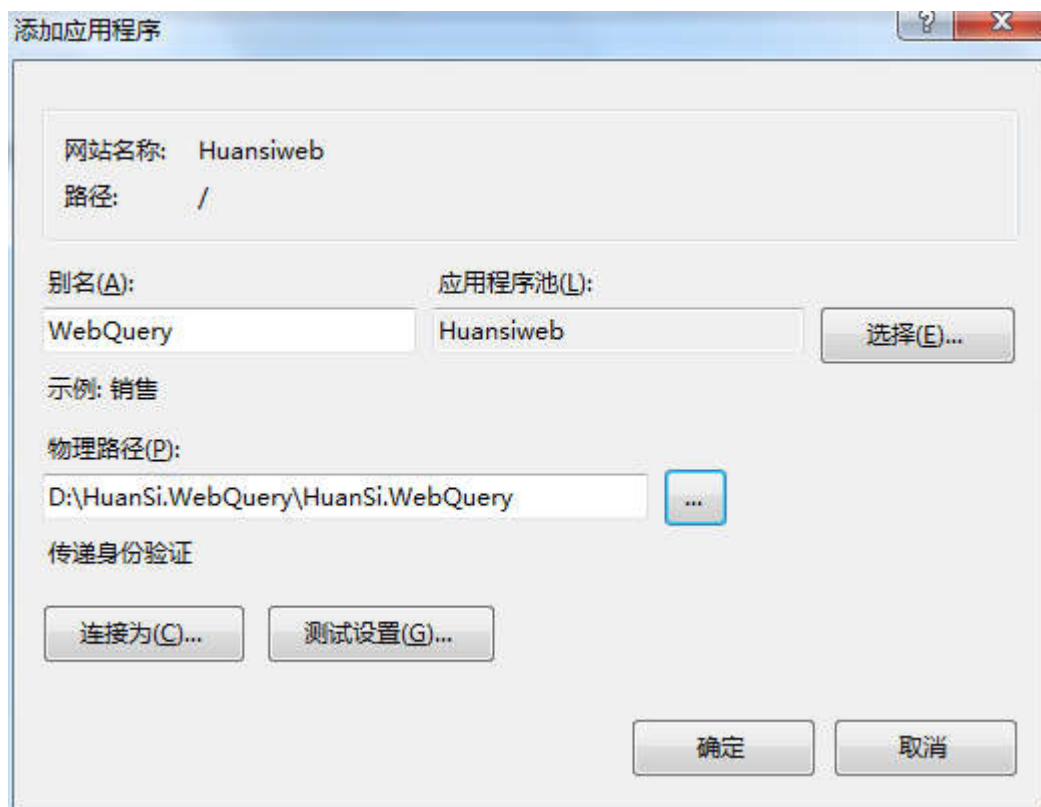 添加应用程序
网站名称: Huansiweb
路径: /
别名(A): 应用程序池(L):
WebQuery Huansiweb 选择(E)...
示例: 销售
物理路径(P):
D:\HuanSi.WebQuery\HuanSi.WebQuery ...
传递身份验证
连接为(C)... 测试设置(G)...
确定 取消